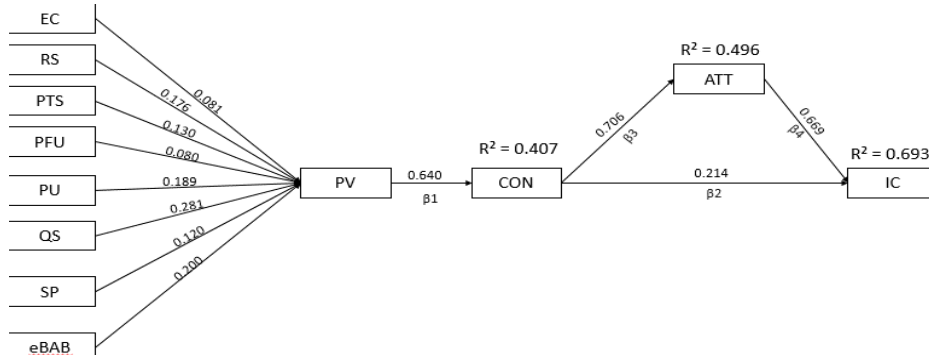 EC
RS
PTS
PFU
PU
QS
SP
eBAB
0.081
0.176
0.130
0.080
0.189
0.281
0.120
0.200
PV
0.640
β1
R² = 0.407
CON
0.706
β3
R² = 0.496
ATT
0.669
β4
0.214
β2
R² = 0.693
IC